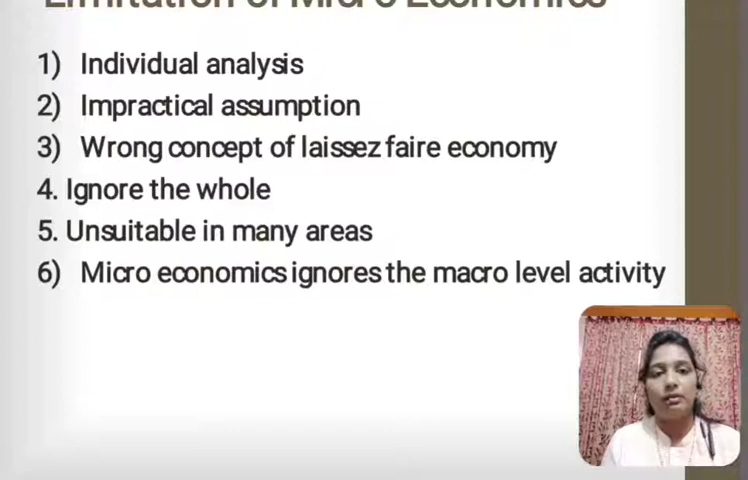 Limitation of Micro Economics
1) Individual analysis
2) Impractical assumption
3) Wrong concept of laissez faire economy
4. Ignore the whole
5. Unsuitable in many areas
6) Micro economics ignores the macro level activity